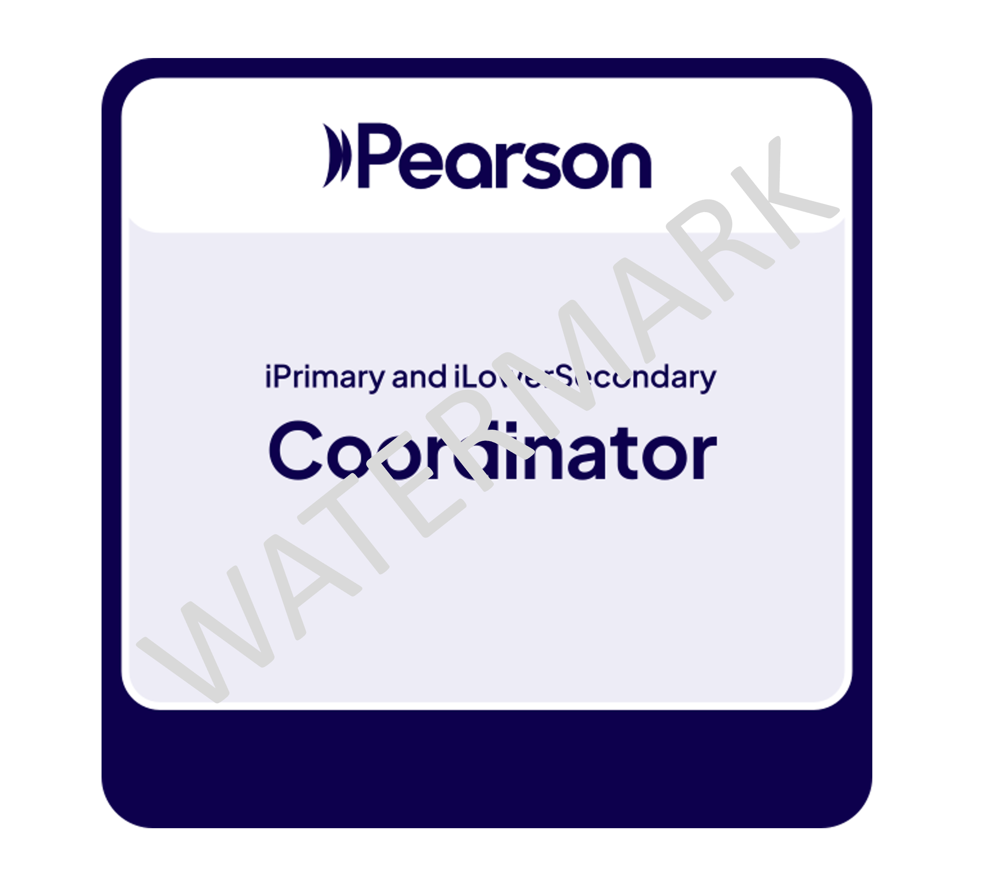 Pearson
iPrimary and iLowerSecondary
Coordinator
WATERMARK